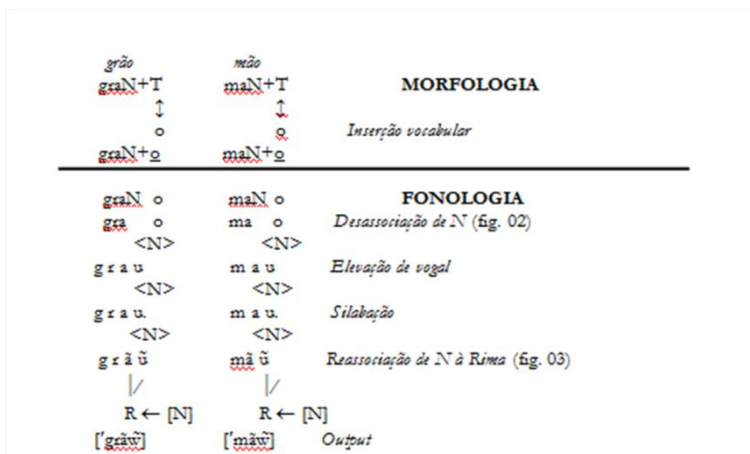 grão mão
graN+T maN+T MORFOLOGIA
↕ ↕
o o Inserção vocabular
graN+o maN+o
graN o maN o FONOLOGIA
gra o ma o Desassociação de N (fig. 02)
<N> <N>
g r a u m a u Elevação de vogal
<N> <N>
g r a u. m a u. Silabação
<N> <N>
g r ã ũ mã ũ Reassociação de N à Rima (fig. 03)
|/ |/
R ← [N] R ← [N]
['grãw̃] ['mãw̃] Output